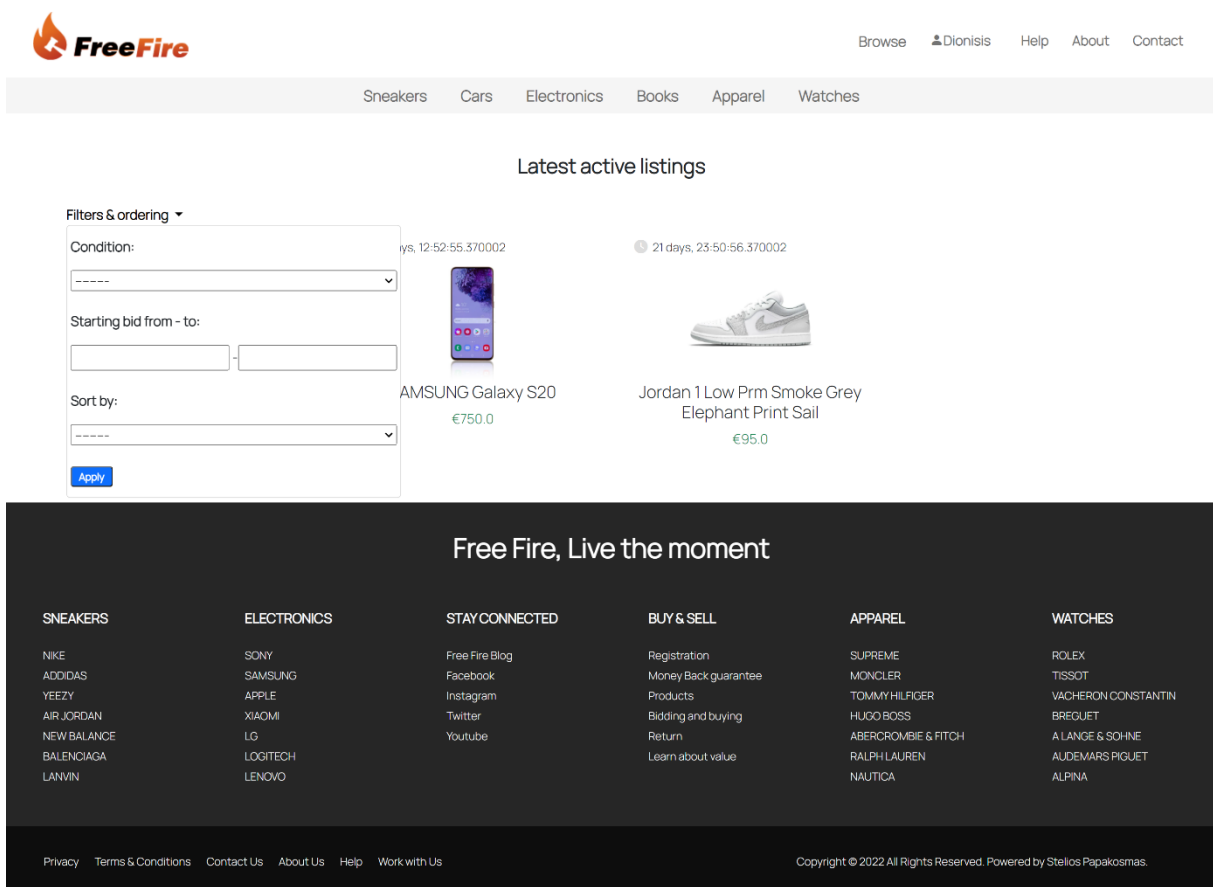 FreeFire
Browse Dionisis Help About Contact
Sneakers Cars Electronics Books Apparel Watches
Latest active listings
Filters & ordering
Condition:
-----
Starting bid from - to:
-
Sort by:
-----
Apply
ys, 12:52:55.370002
AMSUNG Galaxy S20
€750.0
21 days, 23:50:56.370002
Jordan 1 Low Prm Smoke Grey
Elephant Print Sail
€95.0
Free Fire, Live the moment
SNEAKERS
NIKE
ADDIDAS
YEEZY
AIR JORDAN
NEW BALANCE
BALENCIAGA
LANVIN
ELECTRONICS
SONY
SAMSUNG
APPLE
XIAOMI
LG
LOGITECH
LENOVO
STAY CONNECTED
Free Fire Blog
Facebook
Instagram
Twitter
Youtube
BUY & SELL
Registration
Money Back guarantee
Products
Bidding and buying
Return
Learn about value
APPAREL
SUPREME
MONCLER
TOMMY HILFIGER
HUGO BOSS
ABERCROMBIE & FITCH
RALPH LAUREN
NAUTICA
WATCHES
ROLEX
TISSOT
VACHERON CONSTANTIN
BREGUET
A LANGE & SOHNE
AUDEMARS PIGUET
ALPINA
Privacy Terms & Conditions Contact Us About Us Help Work with Us
Copyright © 2022 All Rights Reserved. Powered by Stelios Papakosmas.